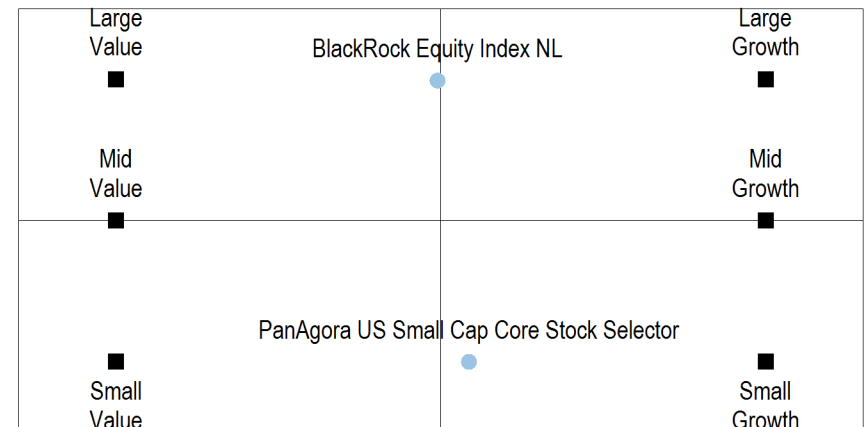 Large
Value
BlackRock Equity Index NL
Large
Growth
Mid
Value
Mid
Growth
PanAgora US Small Cap Core Stock Selector
Small
Value
Small
Growth